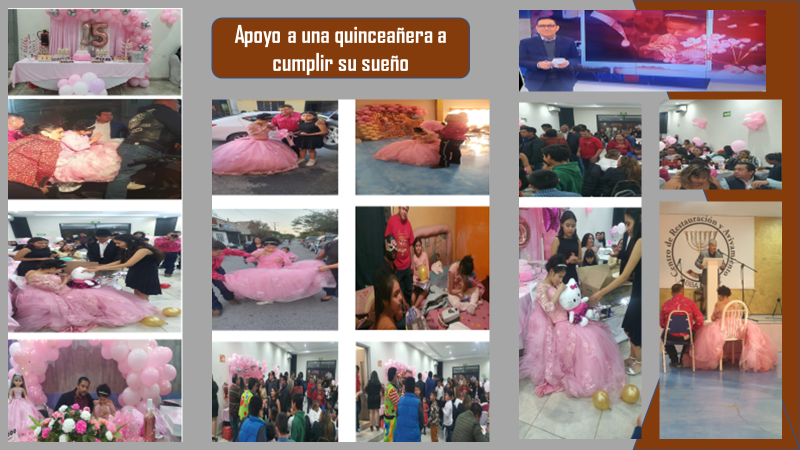 Apoyo a una quinceañera a
cumplir su sueño
15
Centro de Restauración y Avivamiento